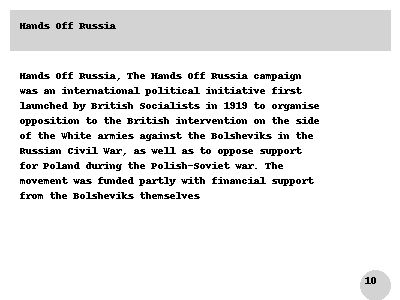 Hands Off Russia
Hands Off Russia, The Hands Off Russia campaign
was an international political initiative first
launched by British Socialists in 1919 to organise
opposition to the British intervention on the side
of the White armies against the Bolsheviks in the
Russian Civil War, as well as to oppose support
for Poland during the Polish–Soviet war. The
movement was funded partly with financial support
from the Bolsheviks themselves
10